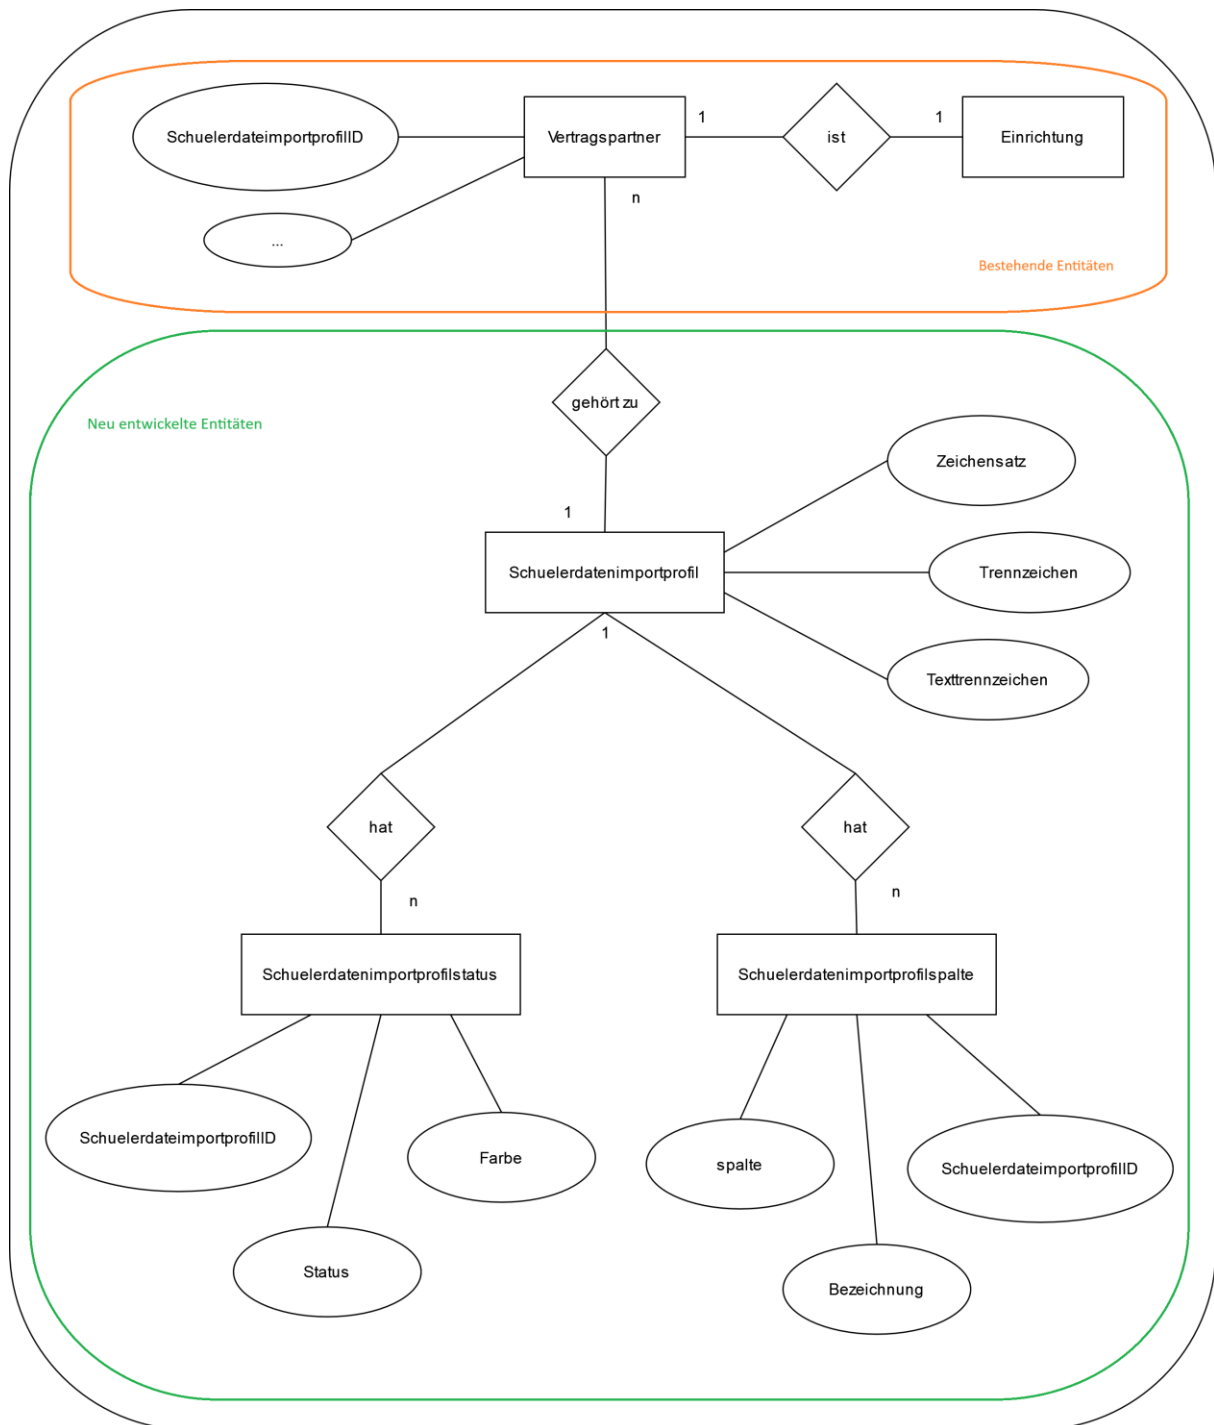 SchuelerdateimportprofilID
Vertragspartner
1
ist
1
Einrichtung
n
...
Bestehende Entitäten
gehört zu
Neu entwickelte Entitäten
Zeichensatz
1
Schuelerdatenimportprofil
Trennzeichen
1
Texttrennzeichen
hat
hat
n
n
Schuelerdatenimportprofilstatus
Schuelerdatenimportprofilspalte
SchuelerdateimportprofilID
Farbe
spalte
SchuelerdateimportprofilID
Status
Bezeichnung